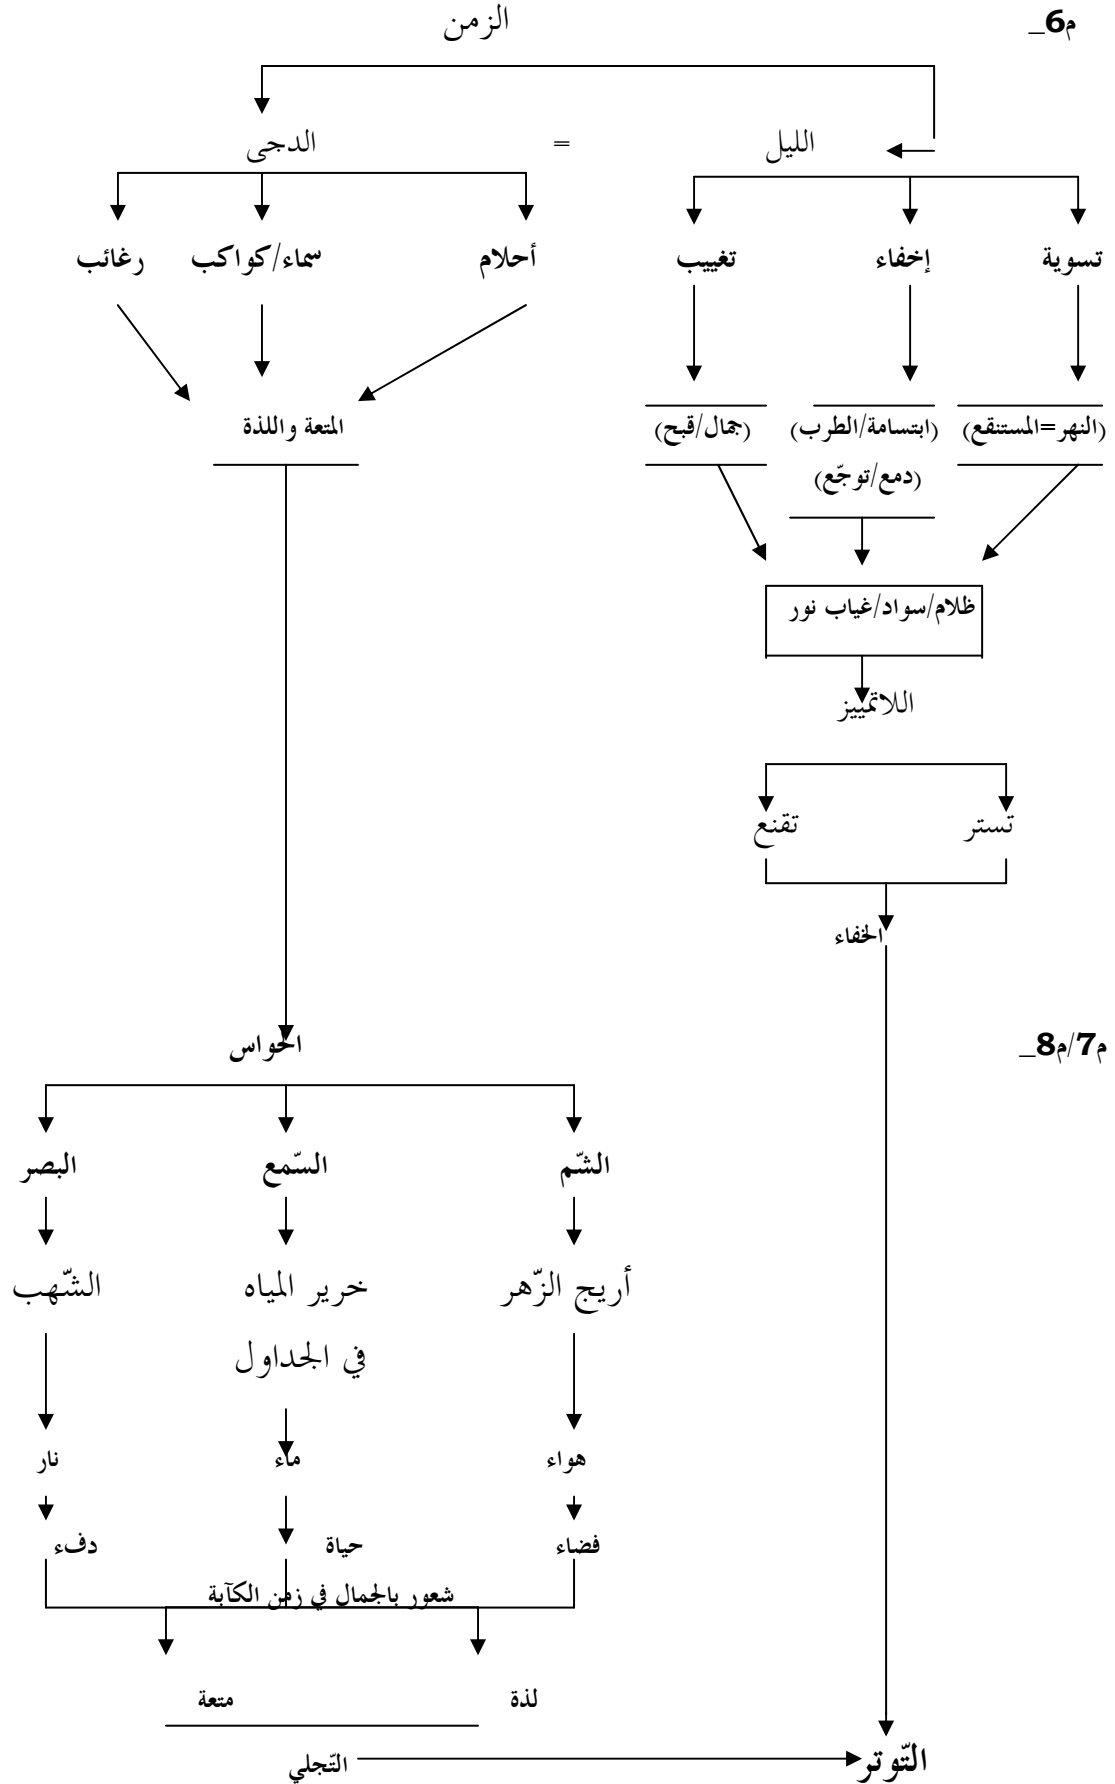 م6_
الزمن
الليل = الدجى
تسوية إخفاء تغييب أحلام سماء/كواكب رغائب
(النهر=المستنقع) (ابتسامة/الطرب) (جمال/قبح) المتعة واللذة
(دمع/توجّع)
ظلام/سواد/غياب نور
اللاتمييز
تستر تقنع
الخفاء
م7/م8_
الحواس
الشّم السّمع البصر
أريج الزّهر خرير المياه الشّهب
في الجداول
هواء ماء نار
فضاء حياة دفء
شعور بالجمال في زمن الكآبة
لذة متعة
التّوتر التّجلي